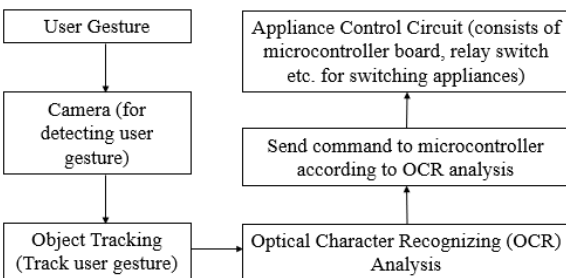 User Gesture
Camera (for
detecting user
gesture)
Object Tracking
(Track user gesture)
Optical Character Recognizing (OCR)
Analysis
Send command to microcontroller
according to OCR analysis
Appliance Control Circuit (consists of
microcontroller board, relay switch
etc. for switching appliances)